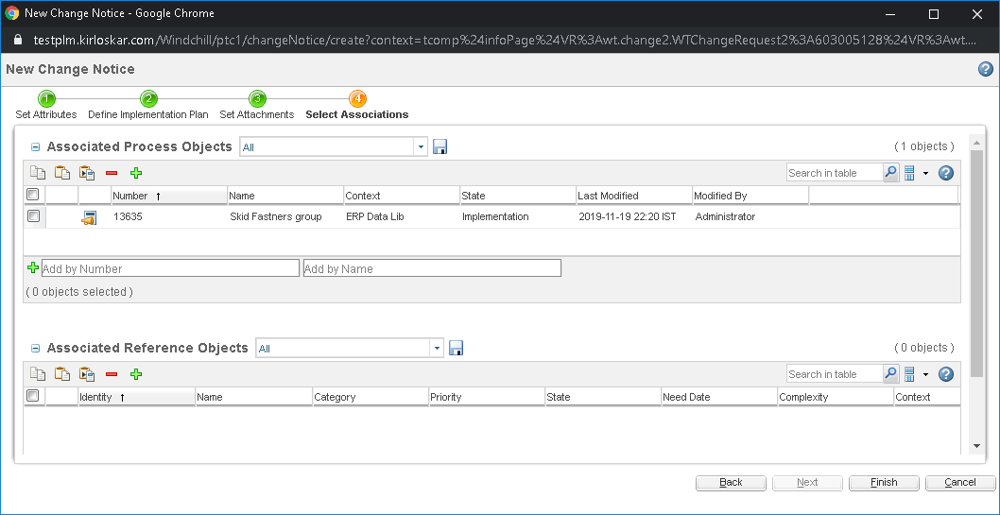 New Change Notice - Google Chrome
testplm.kirloskar.com/Windchill/ptc1/changeNotice/create?context=tcomp%24infoPage%24VR%3Awt.change2.WTChangeRequest2%3A603005128%24VR%3Awt....
New Change Notice
1 2 3 4
Set Attributes Define Implementation Plan Set Attachments Select Associations
Associated Process Objects All ( 1 objects )
Search in table
Number ↑ Name Context State Last Modified Modified By
13635 Skid Fastners group ERP Data Lib Implementation 2019-11-19 22:20 IST Administrator
Add by Number Add by Name
( 0 objects selected )
Associated Reference Objects All ( 0 objects )
Search in table
Identity ↑ Name Category Priority State Need Date Complexity Context
Back Next Finish Cancel